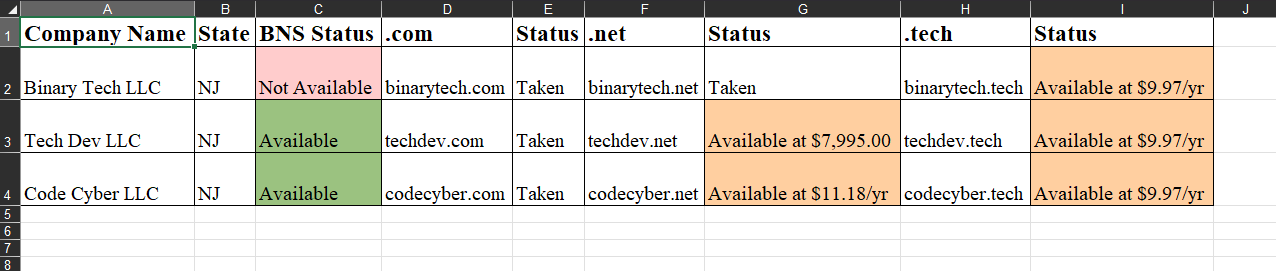 A B C D E F G H I J
1 Company Name State BNS Status .com Status .net Status .tech Status
2 Binary Tech LLC NJ Not Available binarytech.com Taken binarytech.net Taken binarytech.tech Available at $9.97/yr
3 Tech Dev LLC NJ Available techdev.com Taken techdev.net Available at $7,995.00 techdev.tech Available at $9.97/yr
4 Code Cyber LLC NJ Available codecyber.com Taken codecyber.net Available at $11.18/yr codecyber.tech Available at $9.97/yr
5
6
7
8